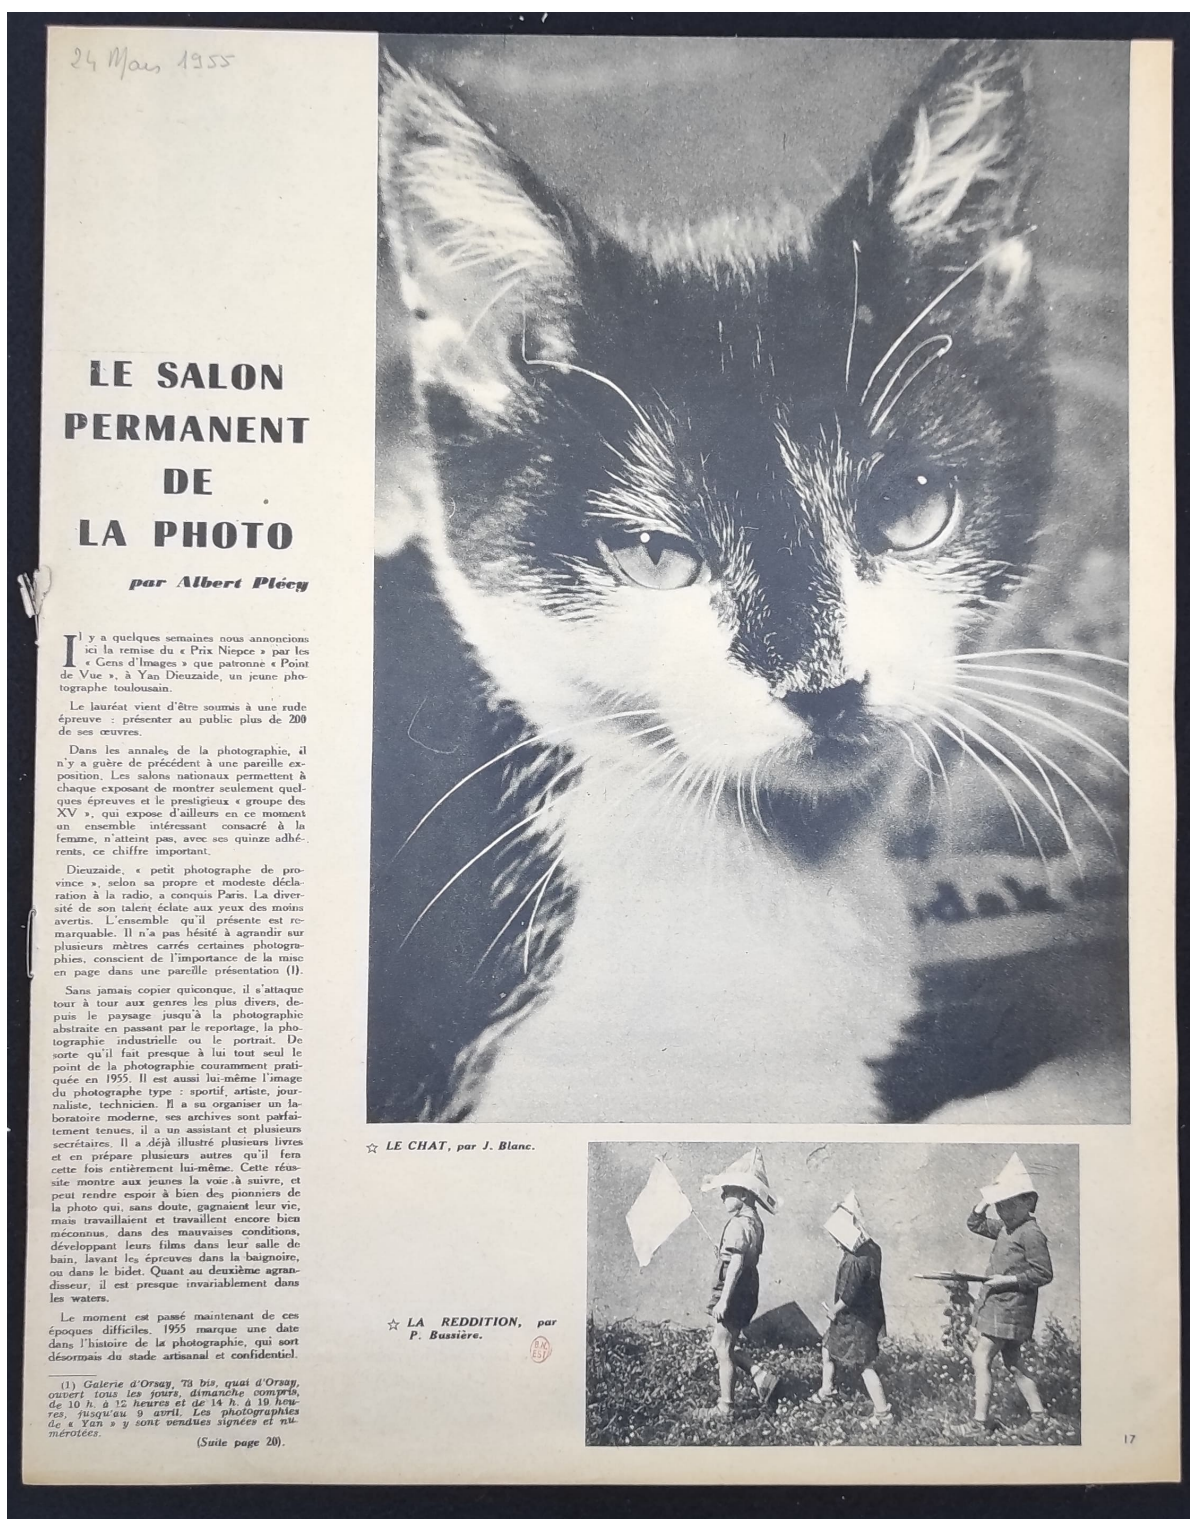 24 Mars 1955
LE SALON
PERMANENT
DE
LA PHOTO
par Albert Plécy
Il y a quelques semaines nous annoncions
ici la remise du « Prix Niepce » par les
« Gens d'Images » que patronne « Point
de Vue », à Yan Dieuzaide, un jeune pho-
tographe toulousain.
Le lauréat vient d'être soumis à une rude
épreuve : présenter au public plus de 200
de ses œuvres.
Dans les annales de la photographie, il
n'y a guère de précédent à une pareille ex-
position. Les salons nationaux permettent à
chaque exposant de montrer seulement quel-
ques épreuves et le prestigieux « groupe des
XV », qui expose d'ailleurs en ce moment
un ensemble intéressant consacré à la
femme, n'atteint pas, avec ses quinze adhé-
rents, ce chiffre important.
Dieuzaide, « petit photographe de pro-
vince », selon sa propre et modeste décla-
ration à la radio, a conquis Paris. La diver-
sité de son talent éclate aux yeux des moins
avertis. L'ensemble qu'il présente est re-
marquable. Il n'a pas hésité à agrandir sur
plusieurs mètres carrés certaines photogra-
phies, conscient de l'importance de la mise
en page dans une pareille présentation (1).
Sans jamais copier quiconque, il s'attaque
tour à tour aux genres les plus divers, de-
puis le paysage jusqu'à la photographie
abstraite en passant par le reportage, la pho-
tographie industrielle ou le portrait. De
sorte qu'il fait presque à lui tout seul le
point de la photographie couramment prati-
quée en 1955. Il est aussi lui-même l'image
du photographe type : sportif, artiste, jour-
naliste, technicien. Il a su organiser un la-
boratoire moderne, ses archives sont parfai-
tement tenues, il a un assistant et plusieurs
secrétaires. Il a déjà illustré plusieurs livres
et en prépare plusieurs autres qu'il fera
cette fois entièrement lui-même. Cette réus-
site montre aux jeunes la voie à suivre, et
peut rendre espoir à bien des pionniers de
la photo qui, sans doute, gagnaient leur vie,
mais travaillaient et travaillent encore bien
méconnus, dans des mauvaises conditions,
développant leurs films dans leur salle de
bain, lavant les épreuves dans la baignoire,
ou dans le bidet. Quant au deuxième agran-
disseur, il est presque invariablement dans
les waters.
Le moment est passé maintenant de ces
époques difficiles. 1955 marque une date
dans l'histoire de la photographie, qui sort
désormais du stade artisanal et confidentiel.
(1) Galerie d'Orsay, 73 bis, quai d'Orsay,
ouvert tous les jours, dimanche compris,
de 10 h. à 12 heures et de 14 h. à 19 heu-
res, jusqu'au 9 avril. Les photographies
de « Yan » y sont vendues signées et nu-
mérotées.
(Suite page 20).
☆ LE CHAT, par J. Blanc.
☆ LA REDDITION, par
P. Bussière.
17